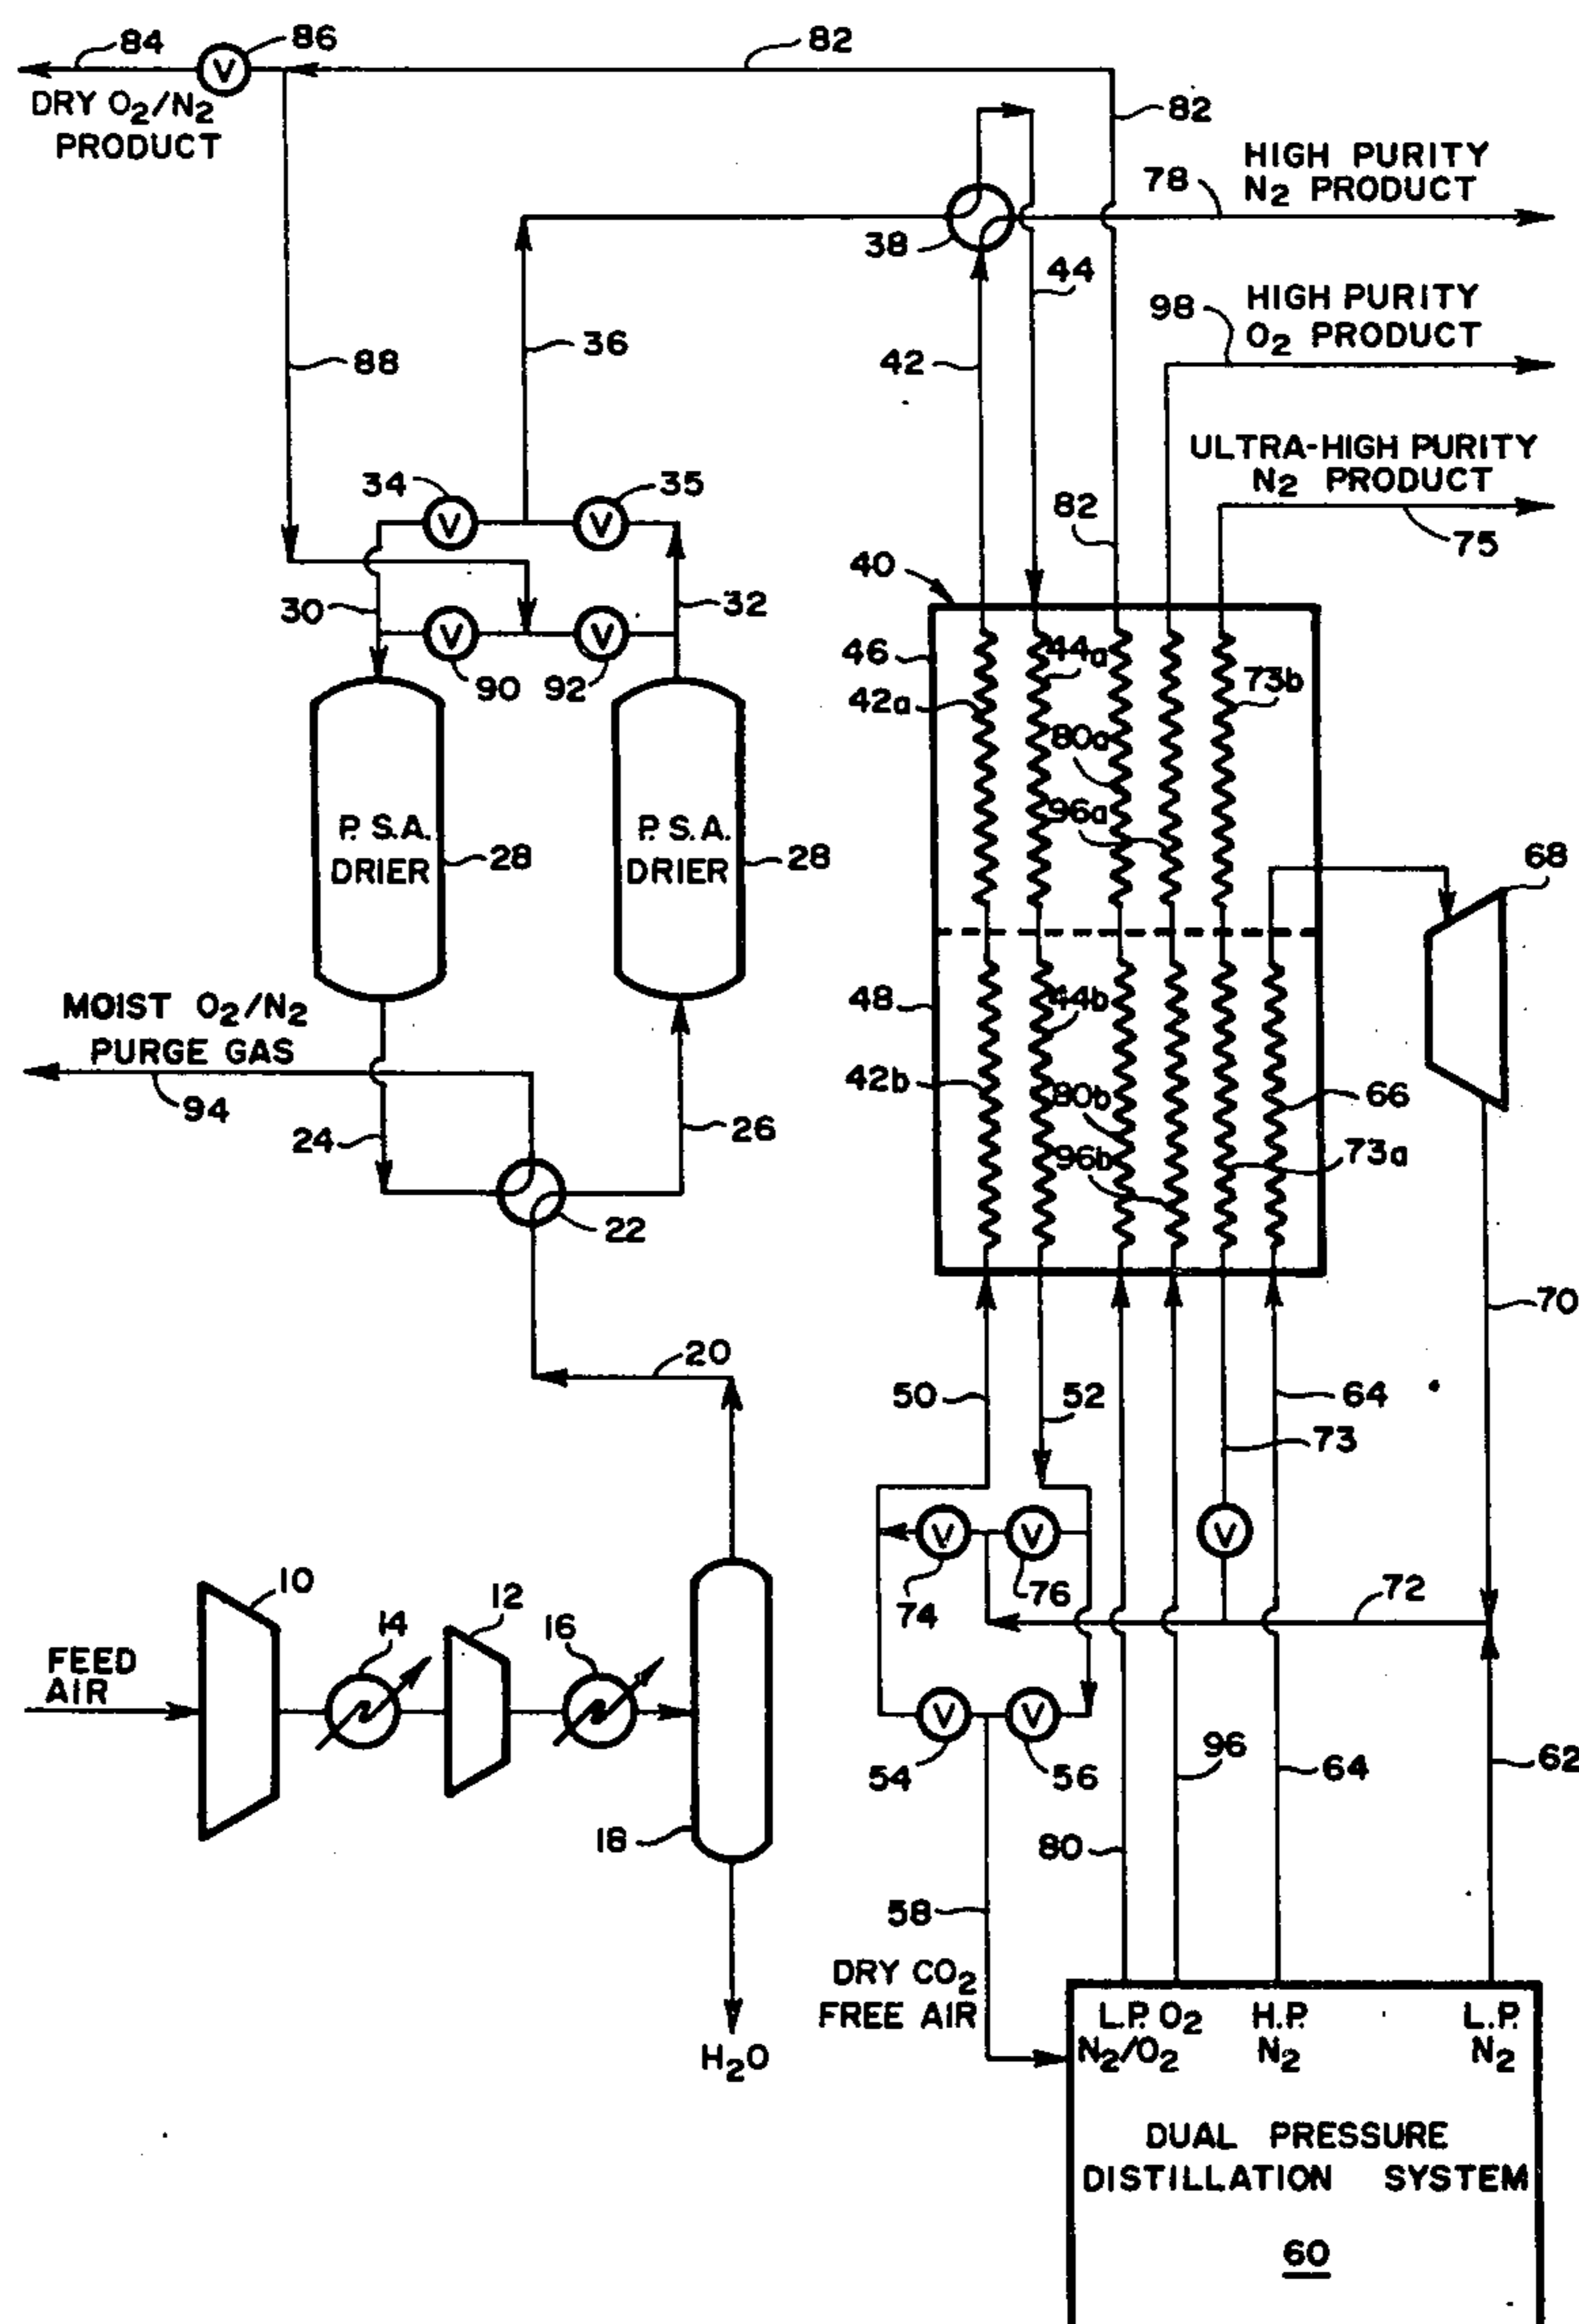 84
86
82
DRY O2/N2
PRODUCT
82
HIGH PURITY
N2 PRODUCT
78
38
44
98
HIGH PURITY
O2 PRODUCT
36
88
42
ULTRA-HIGH PURITY
N2 PRODUCT
34
35
82
75
V
V
V
40
30
32
V
V
90
92
46
44a
42a
73b
80a
96a
P.S.A.
DRIER
28
P.S.A.
DRIER
28
68
MOIST O2/N2
PURGE GAS
48
44b
42b
80b
66
94
24
26
96b
73a
22
70
20
50
52
64
73
V
V
V
74
76
72
10
14
12
16
FEED
AIR
V
V
54
56
96
64
62
18
80
58
DRY CO2
FREE AIR
H2O
L.P. O2
N2/O2
H.P.
N2
L.P.
N2
DUAL PRESSURE
DISTILLATION SYSTEM
60